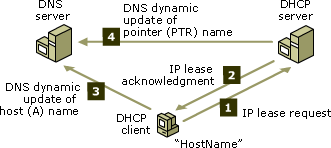 DNS
server
DNS dynamic
update of
pointer (PTR) name
DHCP
server
4
IP lease
acknowledgment
2
DNS dynamic
update of
host (A) name
3
DHCP
client
1
IP lease request
“HostName”